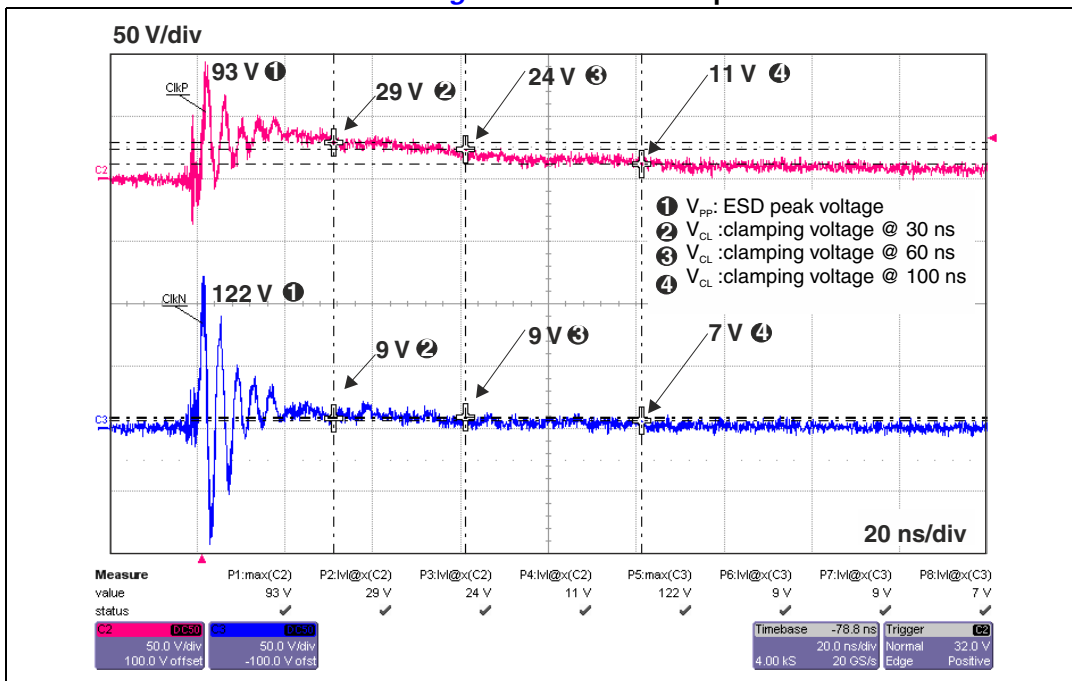 50 V/div
93 V ❶
29 V ❷
24 V ❸
11 V ❹
ClkP
C2
❶ VPP: ESD peak voltage
❷ VCL :clamping voltage @ 30 ns
❸ VCL :clamping voltage @ 60 ns
❹ VCL :clamping voltage @ 100 ns
122 V ❶
9 V ❷
9 V ❸
7 V ❹
ClkN
C3
20 ns/div
Measure P1:max(C2) P2:lvl@x(C2) P3:lvl@x(C2) P4:lvl@x(C2) P5:max(C3) P6:lvl@x(C3) P7:lvl@x(C3) P8:lvl@x(C3)
value 93 V 29 V 24 V 11 V 122 V 9 V 9 V 7 V
status ✓ ✓ ✓ ✓ ✓ ✓ ✓ ✓
C2 DC50
50.0 V/div
100.0 V offset
C3 DC50
50.0 V/div
-100.0 V ofst
Timebase -78.8 ns
20.0 ns/div
4.00 kS 20 GS/s
Trigger C2
Normal 32.0 V
Edge Positive